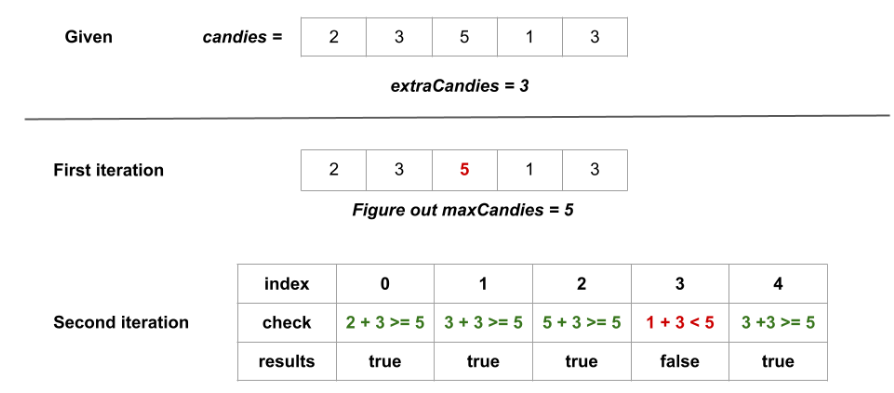 Given candies = 2 3 5 1 3
extraCandies = 3
First iteration 2 3 5 1 3
Figure out maxCandies = 5
index 0 1 2 3 4
Second iteration check 2 + 3 >= 5 3 + 3 >= 5 5 + 3 >= 5 1 + 3 < 5 3 +3 >= 5
results true true true false true